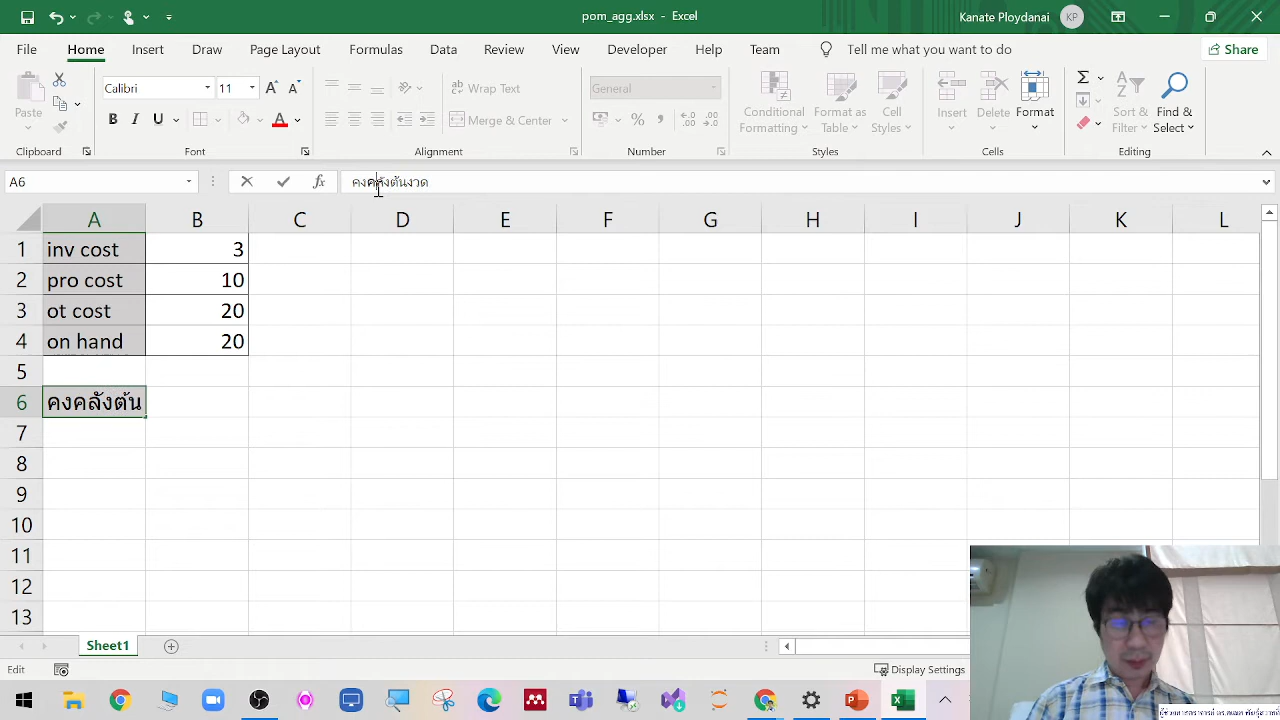 pom_agg.xlsx - Excel
Kanate Ploydanai
KP
File Home Insert Draw Page Layout Formulas Data Review View Developer Help Team Tell me what you want to do Share
Calibri 11
Wrap Text
General
Paste
B I U
Merge & Center
Conditional Formatting
Format as Table
Cell Styles
Insert
Delete
Format
Sort & Filter
Find & Select
Clipboard Font Alignment Number Styles Cells Editing
A6
fx
คงคลังต้นงวด
A B C D E F G H I J K L
1 inv cost 3
2 pro cost 10
3 ot cost 20
4 on hand 20
5
6 คงคลังต้น
7
8
9
10
11
12
13
Sheet1
Edit
Display Settings